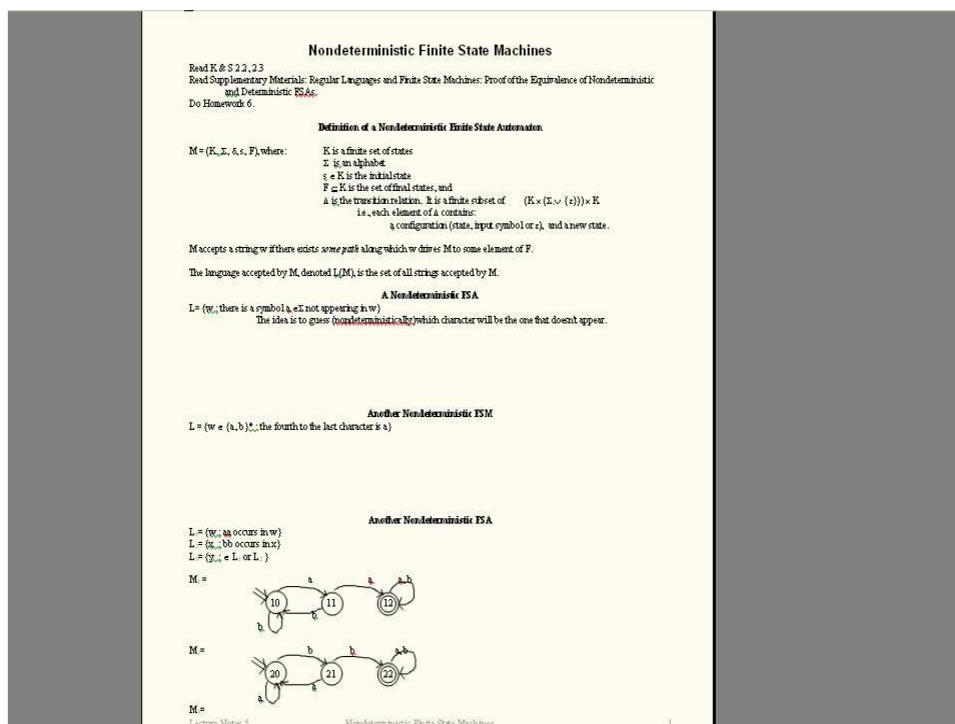 Nondeterministic Finite State Machines
Read K & S 2.2, 2.3
Read Supplementary Materials: Regular Languages and Finite State Machines: Proof of the Equivalence of Nondeterministic
and Deterministic FSAs.
Do Homework 6.
Definition of a Nondeterministic Finite State Automaton
M = (K, Σ, δ, s, F), where:
K is a finite set of states
Σ is an alphabet
s ∈ K is the initial state
F ⊆ K is the set of final states, and
Δ is the transition relation. It is a finite subset of (K × (Σ ∪ {ε})) × K
i.e., each element of Δ contains:
a configuration (state, input symbol or ε), and a new state.
M accepts a string w if there exists some path along which w drives M to some element of F.
The language accepted by M, denoted L(M), is the set of all strings accepted by M.
A Nondeterministic FSA
L= {w : there is a symbol a ∈Σ not appearing in w}
The idea is to guess (nondeterministically) which character will be the one that doesn't appear.
Another Nondeterministic FSM
L = {w ∈ {a, b}* : the fourth to the last character is a}
Another Nondeterministic FSA
L = {w : aa occurs in w}
L = {x : bb occurs in x}
L = {y : ∈ L or L }
M =
a a a,b
10 11 12
b b
M =
b b a,b
20 21 22
a a
M =
Lecture Notes 5 Nondeterministic Finite State Machines 1